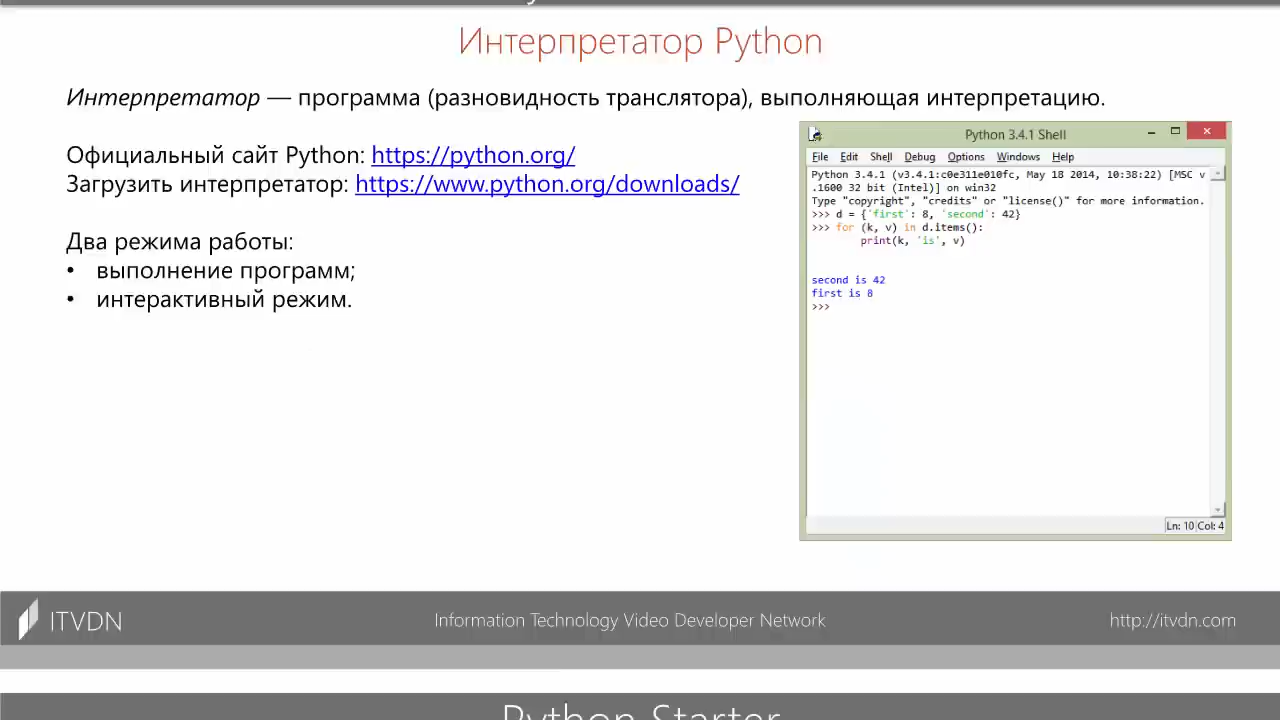 Интерпретатор Python
Интерпретатор — программа (разновидность транслятора), выполняющая интерпретацию.
Официальный сайт Python: https://python.org/
Загрузить интерпретатор: https://www.python.org/downloads/
Два режима работы:
• выполнение программ;
• интерактивный режим.
Python 3.4.1 Shell
File Edit Shell Debug Options Windows Help
Python 3.4.1 (v3.4.1:c0e311e010fc, May 18 2014, 10:38:22) [MSC v
.1600 32 bit (Intel)] on win32
Type "copyright", "credits" or "license()" for more information.
>>> d = {'first': 8, 'second': 42}
>>> for (k, v) in d.items():
print(k, 'is', v)
second is 42
first is 8
>>>
Ln: 10 Col: 4
ITVDN
Information Technology Video Developer Network
http://itvdn.com
Python Starter